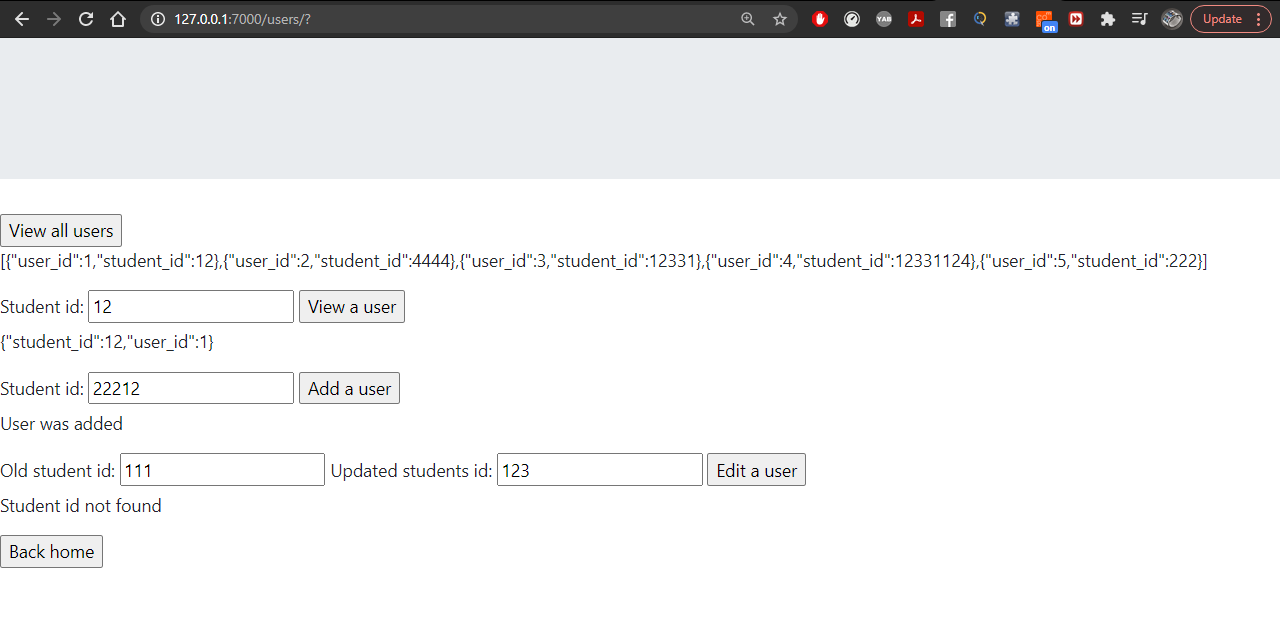 127.0.0.1:7000/users/?
YAB
on
Update
View all users
[{"user_id":1,"student_id":12},{"user_id":2,"student_id":4444},{"user_id":3,"student_id":12331},{"user_id":4,"student_id":12331124},{"user_id":5,"student_id":222}]
Student id: 12 View a user
{"student_id":12,"user_id":1}
Student id: 22212 Add a user
User was added
Old student id: 111 Updated students id: 123 Edit a user
Student id not found
Back home